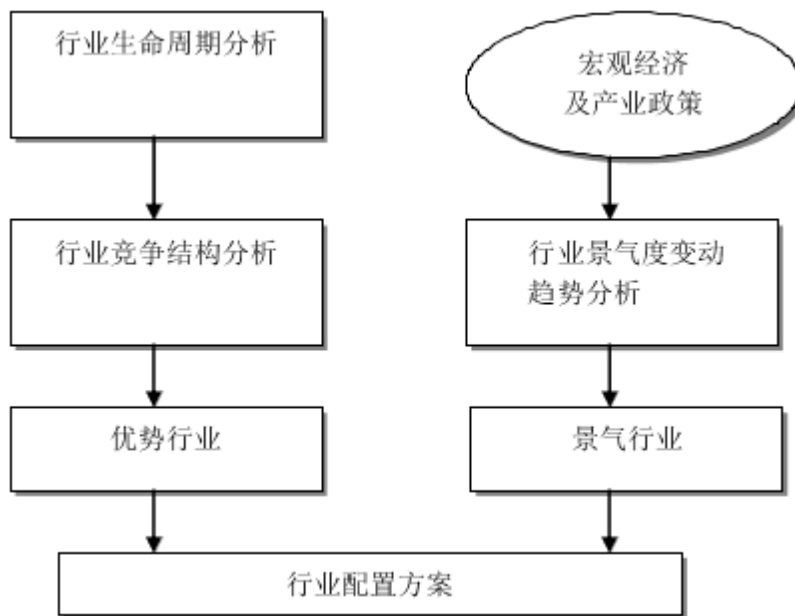 行业生命周期分析
宏观经济
及产业政策
行业竞争结构分析
行业景气度变动
趋势分析
优势行业
景气行业
行业配置方案